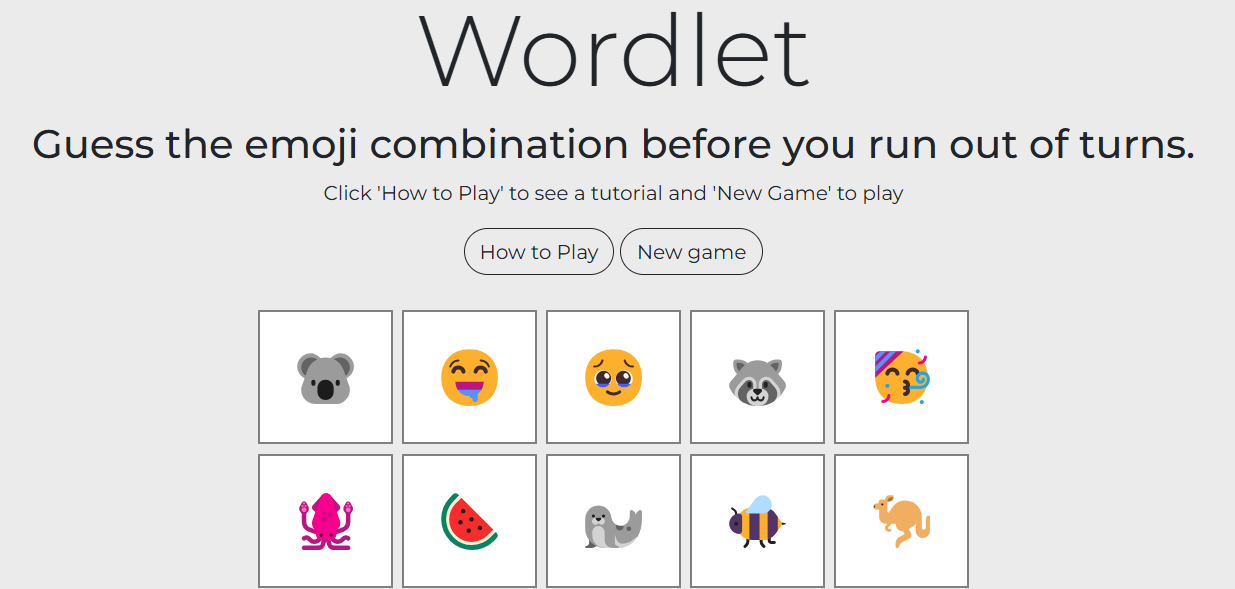 Wordlet
Guess the emoji combination before you run out of turns.
Click 'How to Play' to see a tutorial and 'New Game' to play
How to Play
New game